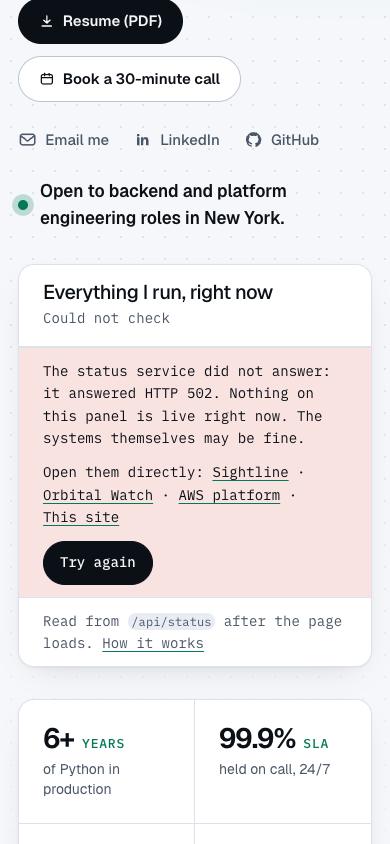 Resume (PDF)
Book a 30-minute call
Email me LinkedIn GitHub
Open to backend and platform
engineering roles in New York.
Everything I run, right now
Could not check
The status service did not answer:
it answered HTTP 502. Nothing on
this panel is live right now. The
systems themselves may be fine.
Open them directly: Sightline ·
Orbital Watch · AWS platform ·
This site
Try again
Read from /api/status after the page
loads. How it works
6+ YEARS
of Python in
production
99.9% SLA
held on call, 24/7